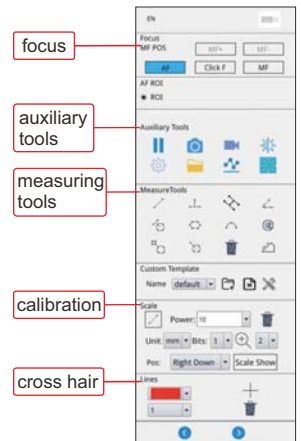 EN
focus
Focus
MF POS
MF+ MF-
AF Click F MF
AF ROI
ROI
auxiliary
tools
Auxiliary Tools
measuring
tools
MeasureTools
Custom Template
Name default
calibration
Scale
Power: 10
Unit mm Bits: 1 2
Pos: Right Down Scale Show
cross hair
Lines
1